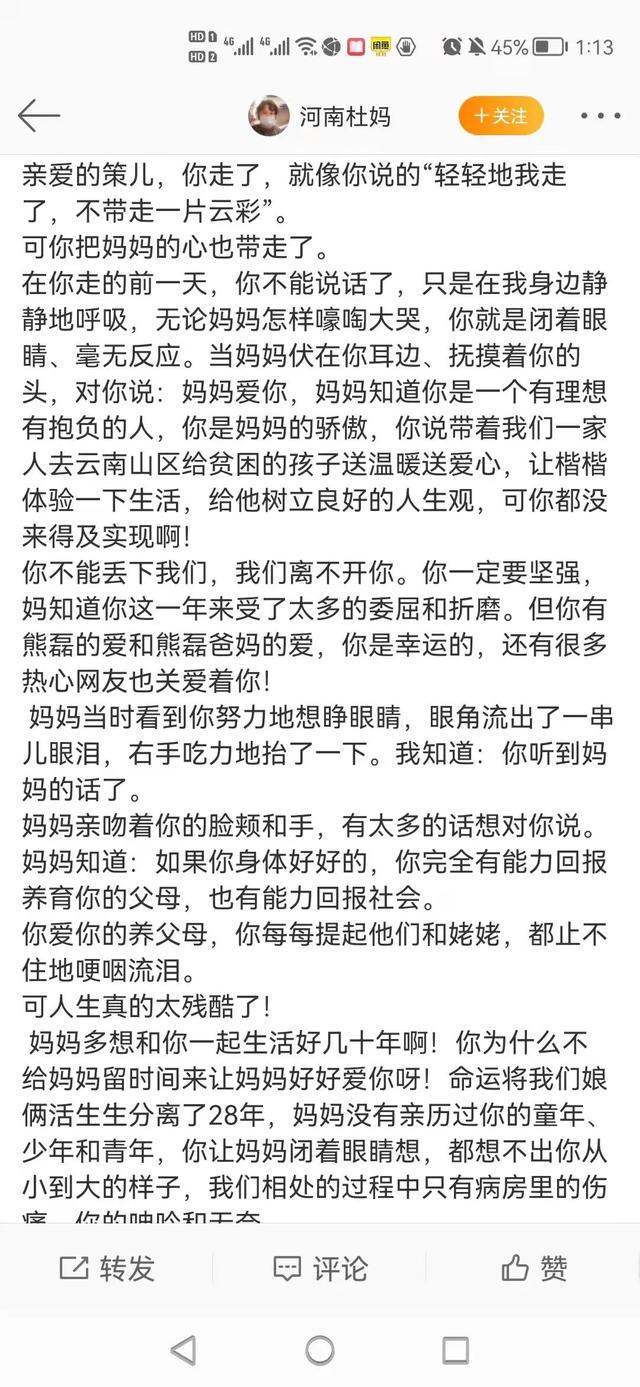 HD 1 4G 4G 闲鱼 45% 1:13
HD 2
河南杜妈
+关注
亲爱的策儿，你走了，就像你说的“轻轻地我走
了，不带走一片云彩”。
可你把妈妈的心也带走了。
在你走的前一天，你不能说话了，只是在我身边静
静地呼吸，无论妈妈怎样嚎啕大哭，你就是闭着眼
睛、毫无反应。当妈妈伏在你耳边、抚摸着你的
头，对你说：妈妈爱你，妈妈知道你是一个有理想
有抱负的人，你是妈妈的骄傲，你说带着我们一家
人去云南山区给贫困的孩子送温暖送爱心，让楷楷
体验一下生活，给他树立良好的人生观，可你都没
来得及实现啊！
你不能丢下我们，我们离不开你。你一定要坚强，
妈知道你这一年来受了太多的委屈和折磨。但你有
熊磊的爱和熊磊爸妈的爱，你是幸运的，还有很多
热心网友也关爱着你！
妈妈当时看到你努力地想睁眼睛，眼角流出了一串
儿眼泪，右手吃力地抬了一下。我知道：你听到妈
妈的话了。
妈妈亲吻着你的脸颊和手，有太多的话想对你说。
妈妈知道：如果你身体好好的，你完全有能力回报
养育你的父母，也有能力回报社会。
你爱你的养父母，你每每提起他们和姥姥，都止不
住地哽咽流泪。
可人生真的太残酷了！
妈妈多想和你一起生活好几十年啊！你为什么不
给妈妈留时间来让妈妈好好爱你呀！命运将我们娘
俩活生生分离了28年，妈妈没有亲历过你的童年、
少年和青年，你让妈妈闭着眼睛想，都想不出你从
小到大的样子，我们相处的过程中只有病房里的伤
痛、你的呻吟和无奈
转发
评论
赞